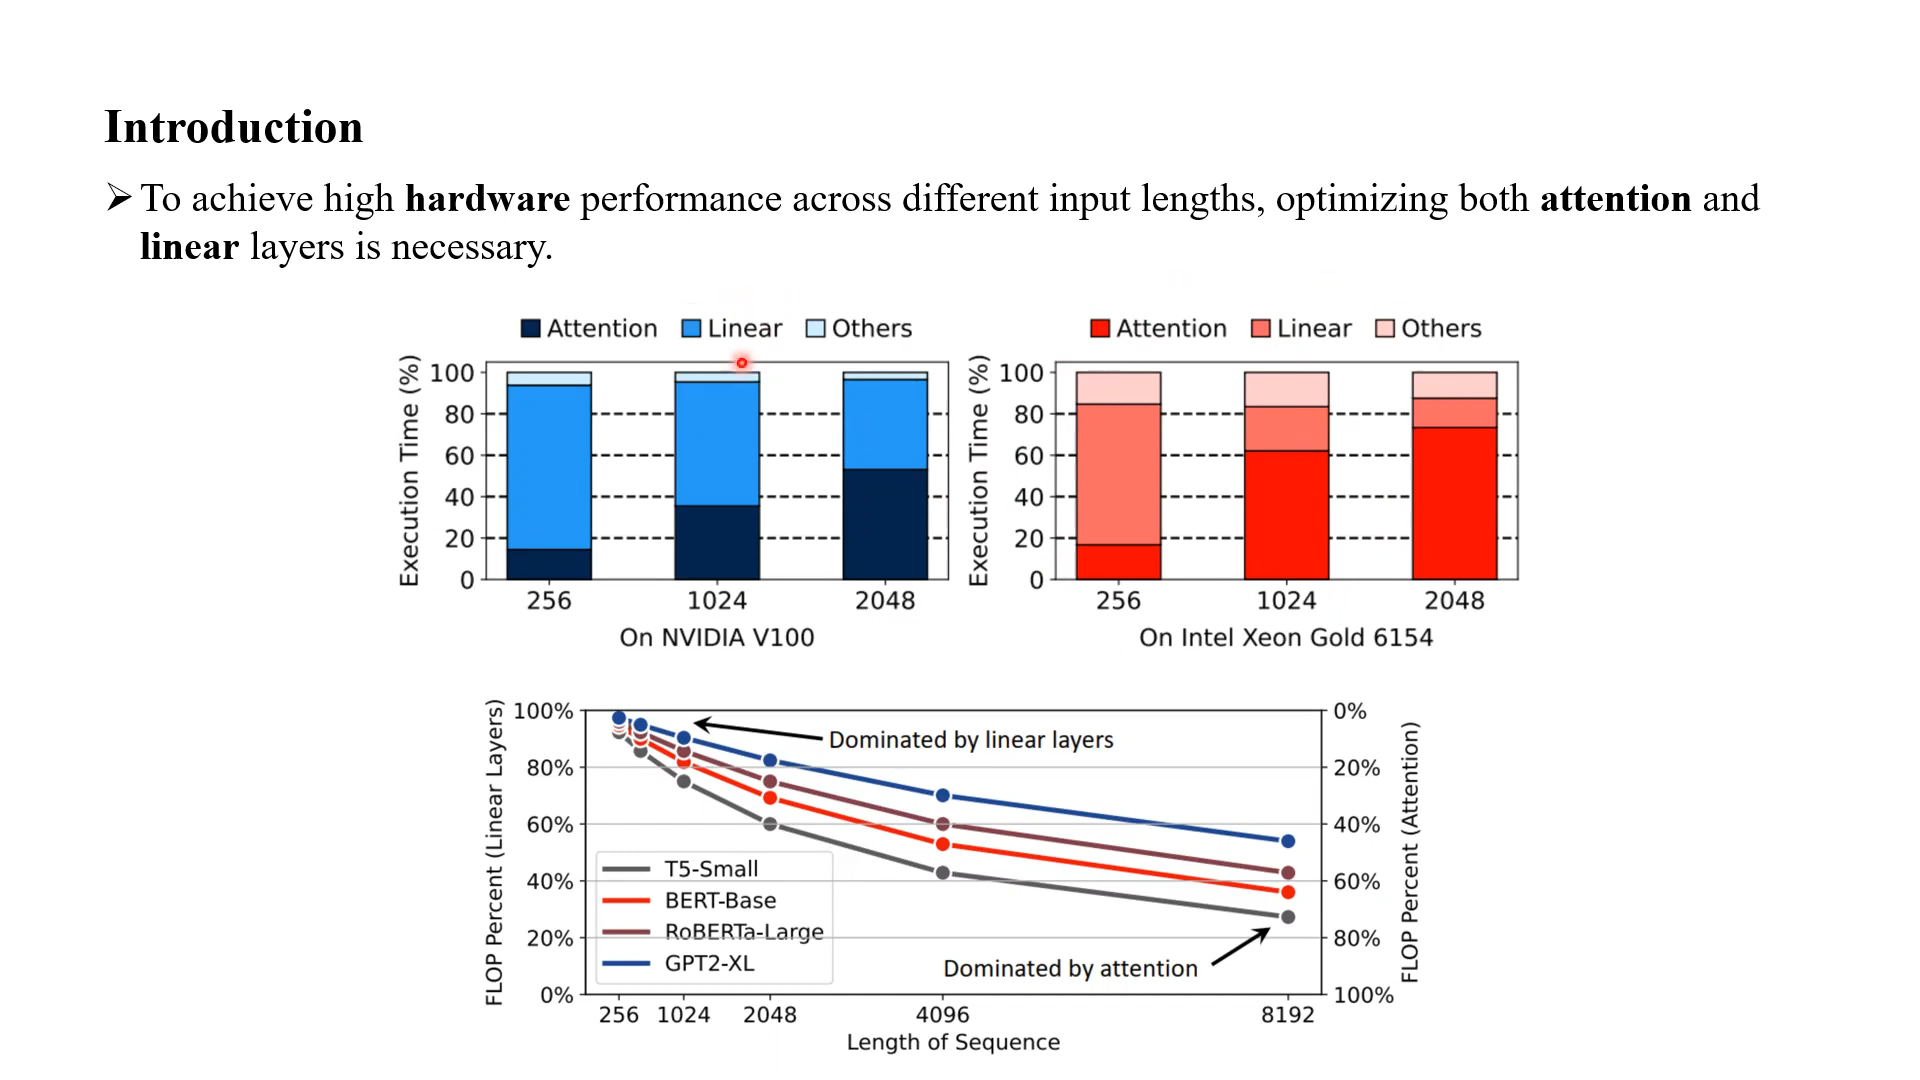 Introduction
➢ To achieve high hardware performance across different input lengths, optimizing both attention and
linear layers is necessary.
Attention Linear Others
Execution Time (%)
100
80
60
40
20
0
256 1024 2048
On NVIDIA V100
Attention Linear Others
Execution Time (%)
100
80
60
40
20
0
256 1024 2048
On Intel Xeon Gold 6154
FLOP Percent (Linear Layers)
100%
80%
60%
40%
20%
0%
Dominated by linear layers
T5-Small
BERT-Base
RoBERTa-Large
GPT2-XL
Dominated by attention
0%
20%
40%
60%
80%
100%
FLOP Percent (Attention)
256 1024 2048 4096 8192
Length of Sequence